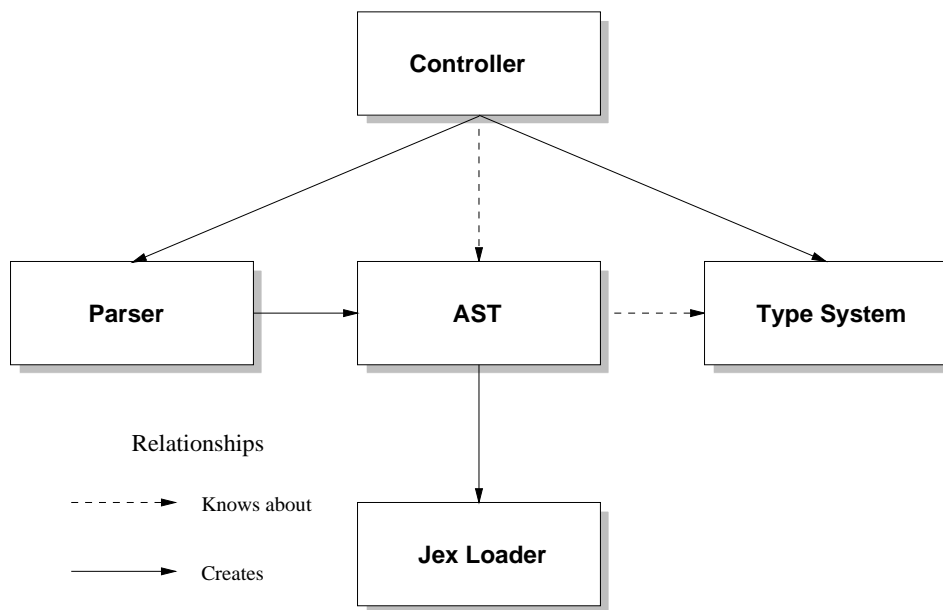 Controller
Parser
AST
Type System
Relationships
Knows about
Jex Loader
Creates